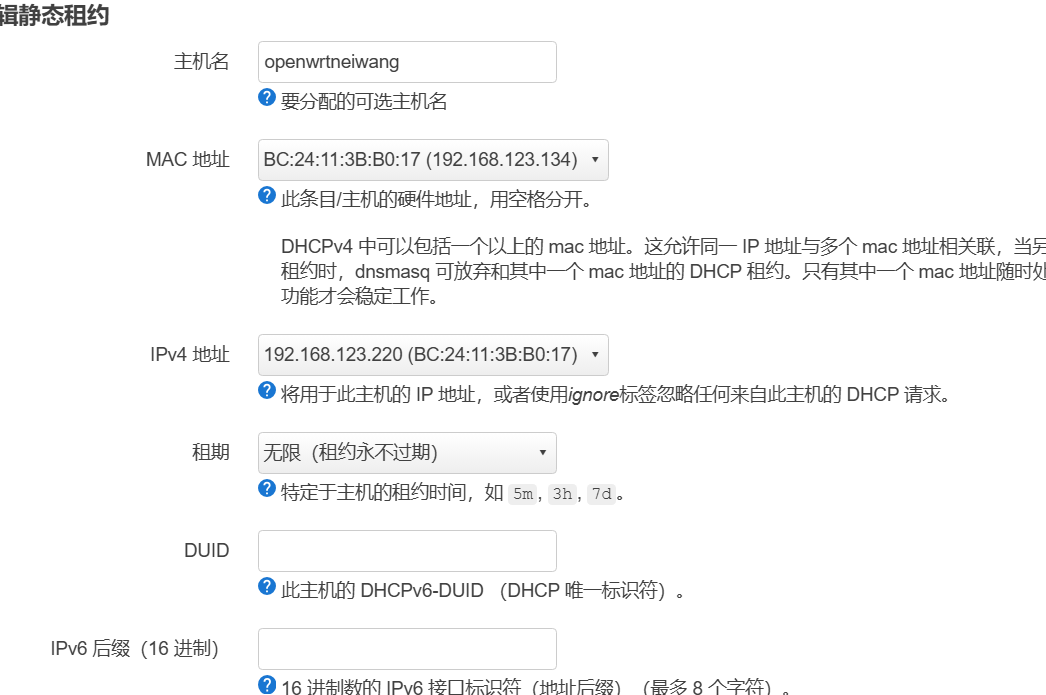 辑静态租约
主机名
openwrtneiwang
要分配的可选主机名
MAC 地址
BC:24:11:3B:B0:17 (192.168.123.134)
此条目/主机的硬件地址，用空格分开。
DHCPv4 中可以包括一个以上的 mac 地址。这允许同一 IP 地址与多个 mac 地址相关联，当另
租约时，dnsmasq 可放弃和其中一个 mac 地址的 DHCP 租约。只有其中一个 mac 地址随时处
功能才会稳定工作。
IPv4 地址
192.168.123.220 (BC:24:11:3B:B0:17)
将用于此主机的 IP 地址，或者使用ignore标签忽略任何来自此主机的 DHCP 请求。
租期
无限（租约永不过期）
特定于主机的租约时间，如 5m, 3h, 7d。
DUID
此主机的 DHCPv6-DUID （DHCP 唯一标识符）。
IPv6 后缀（16 进制）
16 进制数的 IPv6 接口标识符（地址后缀）（最多 8 个字符）。